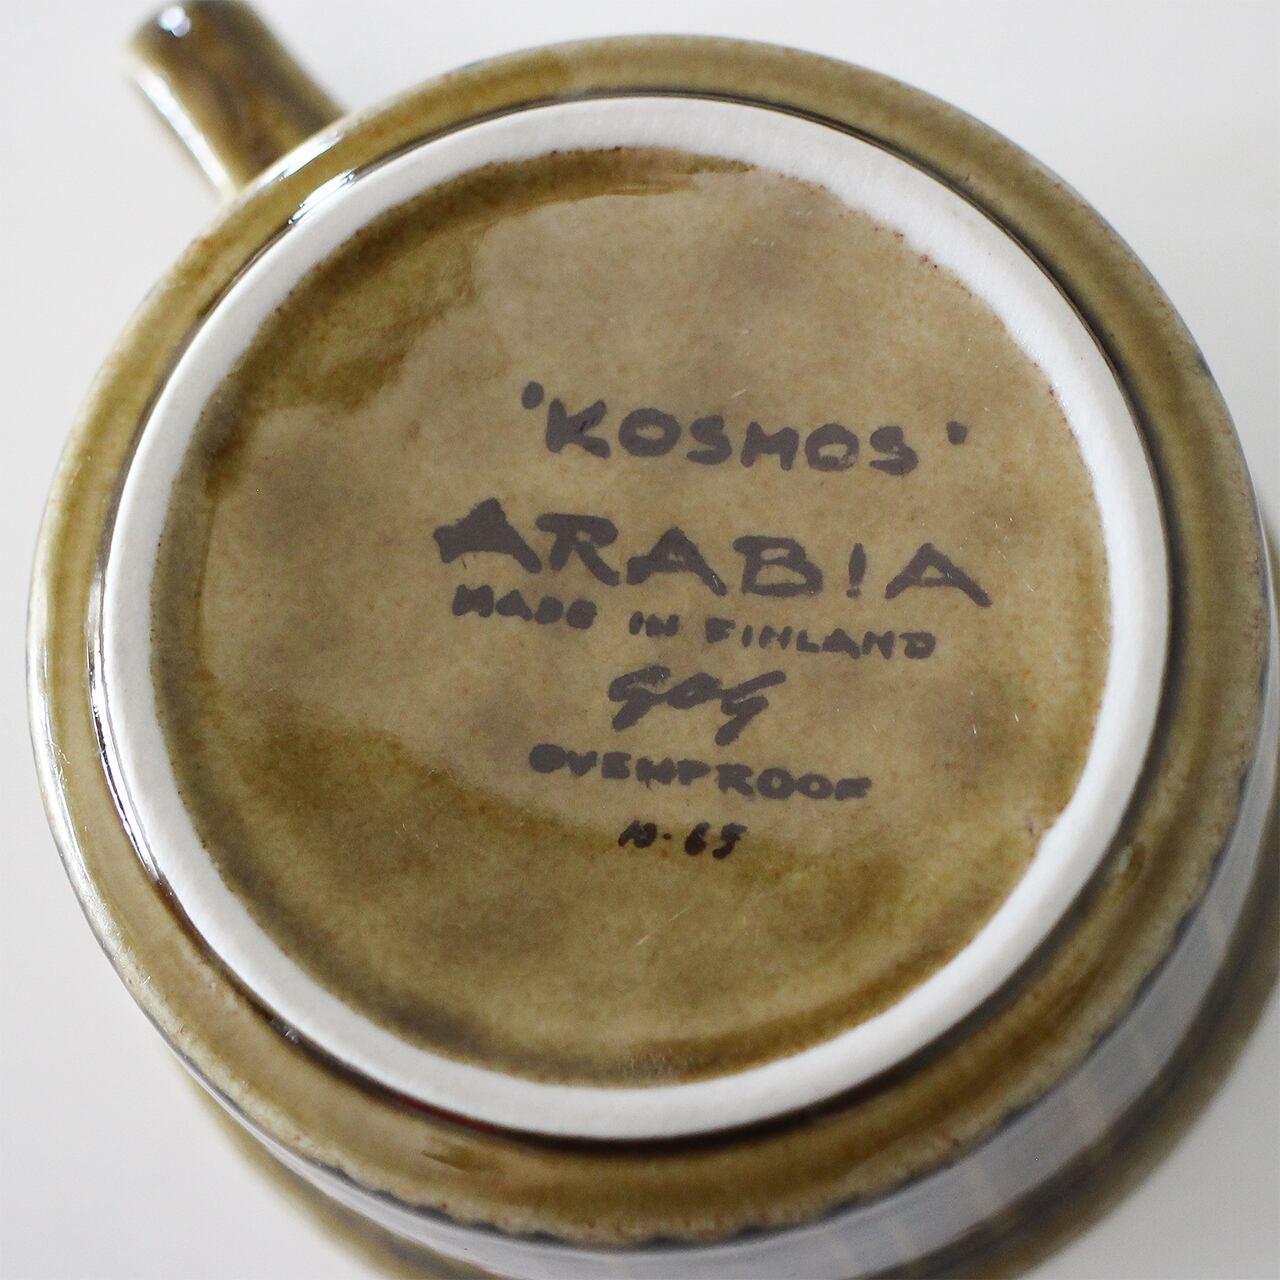 'KOSMOS'
ARABIA
MADE IN FINLAND
GOG
OVENPROOF
10-65